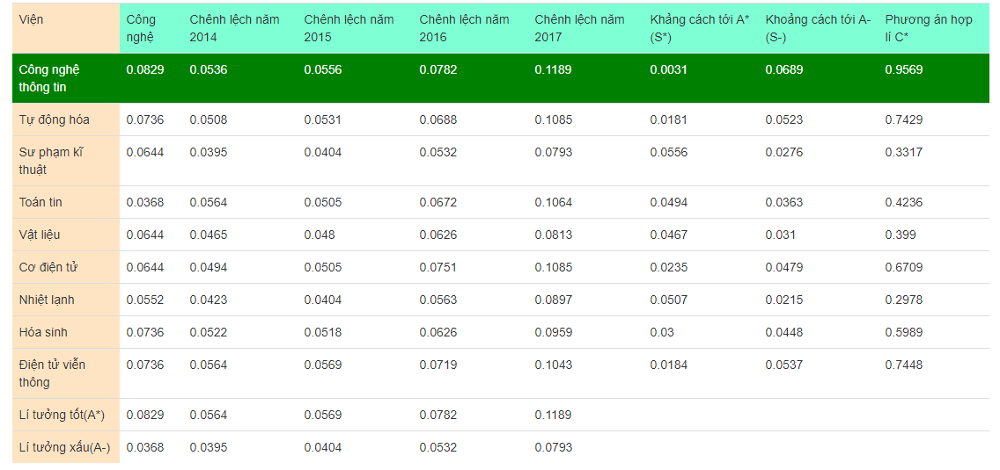 Viện Công nghệ Chênh lệch năm 2014 Chênh lệch năm 2015 Chênh lệch năm 2016 Chênh lệch năm 2017 Khảng cách tới A* (S*) Khoảng cách tới A- (S-) Phương án hợp lí C*
Công nghệ thông tin 0.0829 0.0536 0.0556 0.0782 0.1189 0.0031 0.0689 0.9569
Tự động hóa 0.0736 0.0508 0.0531 0.0688 0.1085 0.0181 0.0523 0.7429
Sư phạm kĩ thuật 0.0644 0.0395 0.0404 0.0532 0.0793 0.0556 0.0276 0.3317
Toán tin 0.0368 0.0564 0.0505 0.0672 0.1064 0.0494 0.0363 0.4236
Vật liệu 0.0644 0.0465 0.048 0.0626 0.0813 0.0467 0.031 0.399
Cơ điện tử 0.0644 0.0494 0.0505 0.0751 0.1085 0.0235 0.0479 0.6709
Nhiệt lạnh 0.0552 0.0423 0.0404 0.0563 0.0897 0.0507 0.0215 0.2978
Hóa sinh 0.0736 0.0522 0.0518 0.0626 0.0959 0.03 0.0448 0.5989
Điện tử viễn thông 0.0736 0.0564 0.0569 0.0719 0.1043 0.0184 0.0537 0.7448
Lí tưởng tốt(A*) 0.0829 0.0564 0.0569 0.0782 0.1189
Lí tưởng xấu(A-) 0.0368 0.0395 0.0404 0.0532 0.0793